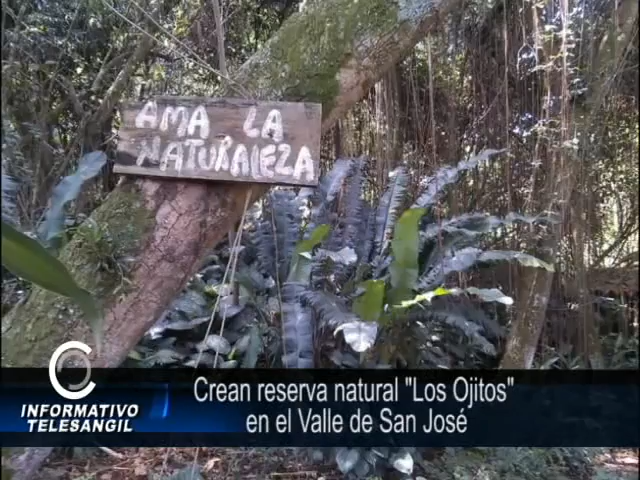 AMA LA
NATURALEZA
Crean reserva natural "Los Ojitos"
en el Valle de San José
INFORMATIVO
TELESANGIL